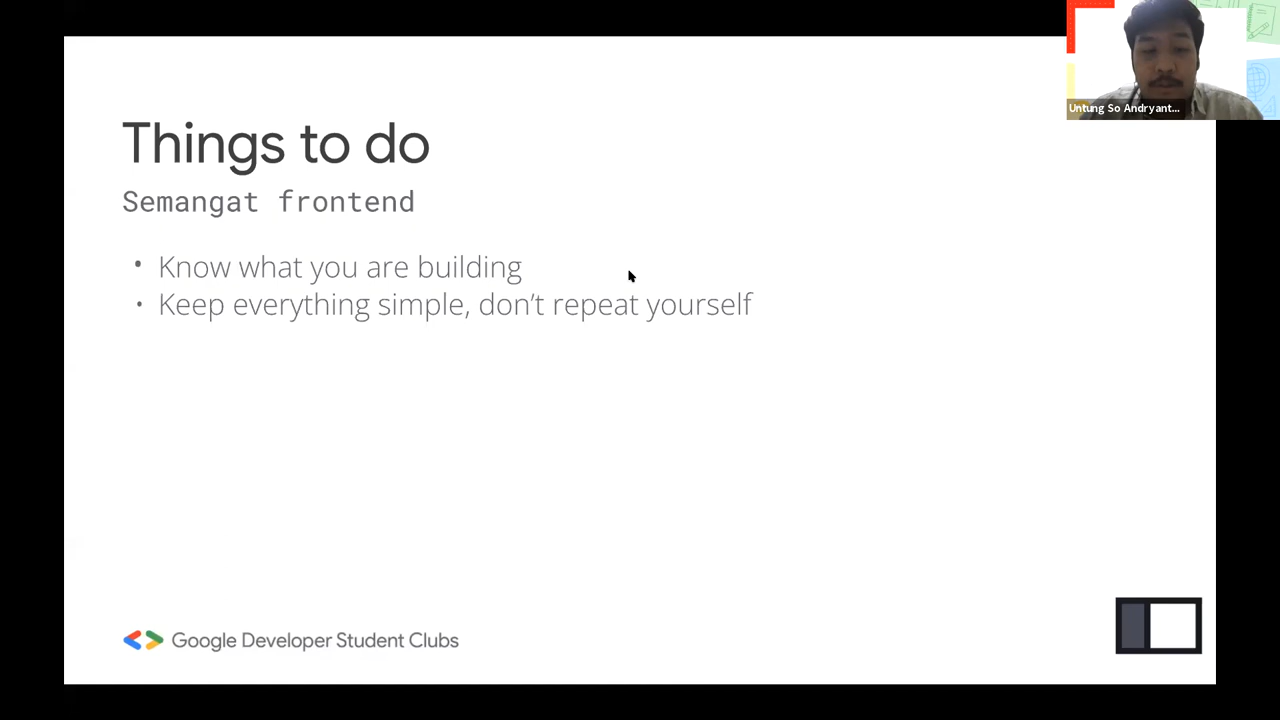 Untung So Andryant...
Things to do
Semangat frontend
• Know what you are building
• Keep everything simple, don’t repeat yourself
Google Developer Student Clubs